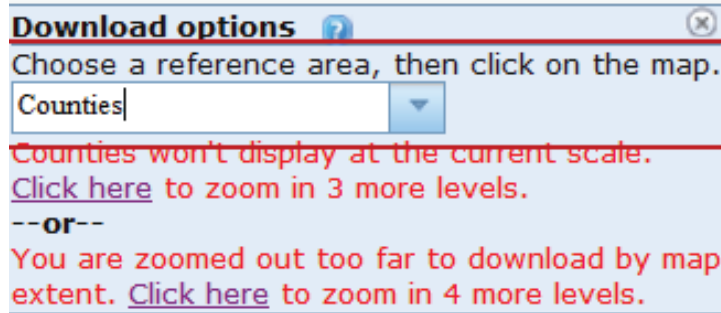 Download options
Choose a reference area, then click on the map.
Counties
Counties won't display at the current scale.
Click here to zoom in 3 more levels.
--or--
You are zoomed out too far to download by map
extent. Click here to zoom in 4 more levels.